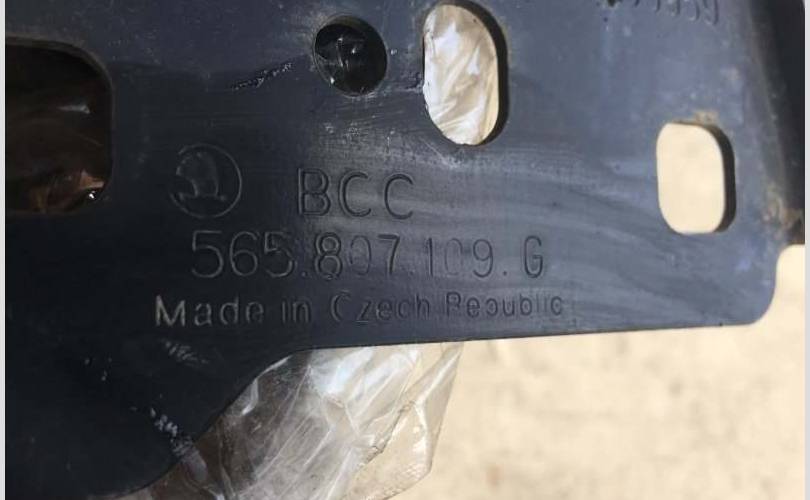 BCC
565.807.109.G
Made in Czech Republic